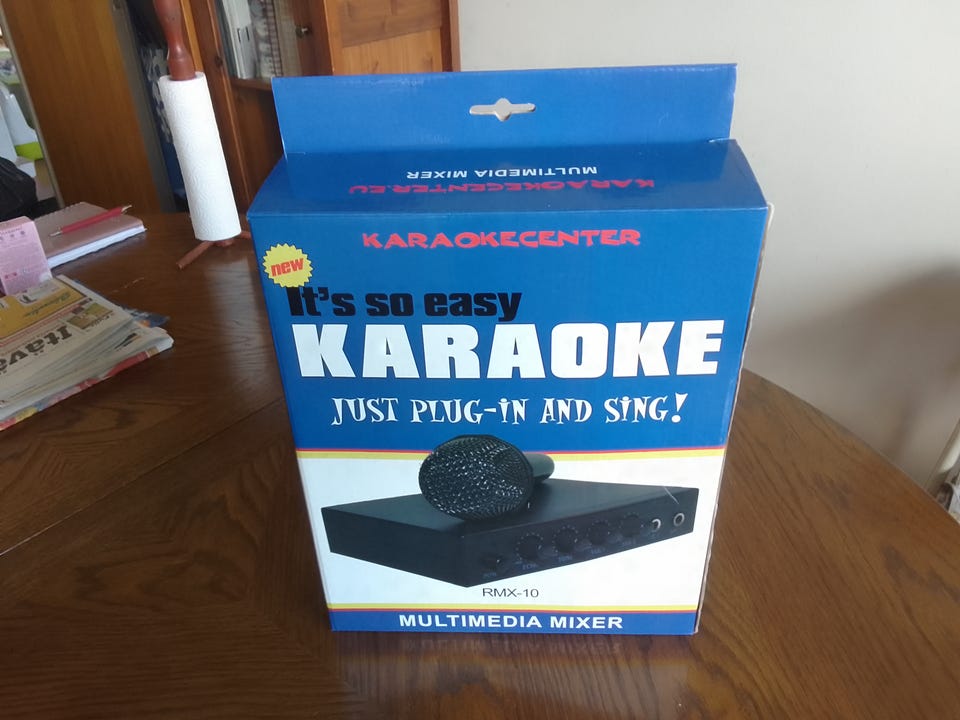 MULTIMEDIA MIXER
KARAOKECENTER.EU
KARAOKECENTER
new
It's so easy
KARAOKE
JUST PLUG-iN AND SiNG!
RMX-10
MULTIMEDIA MIXER
Itävä